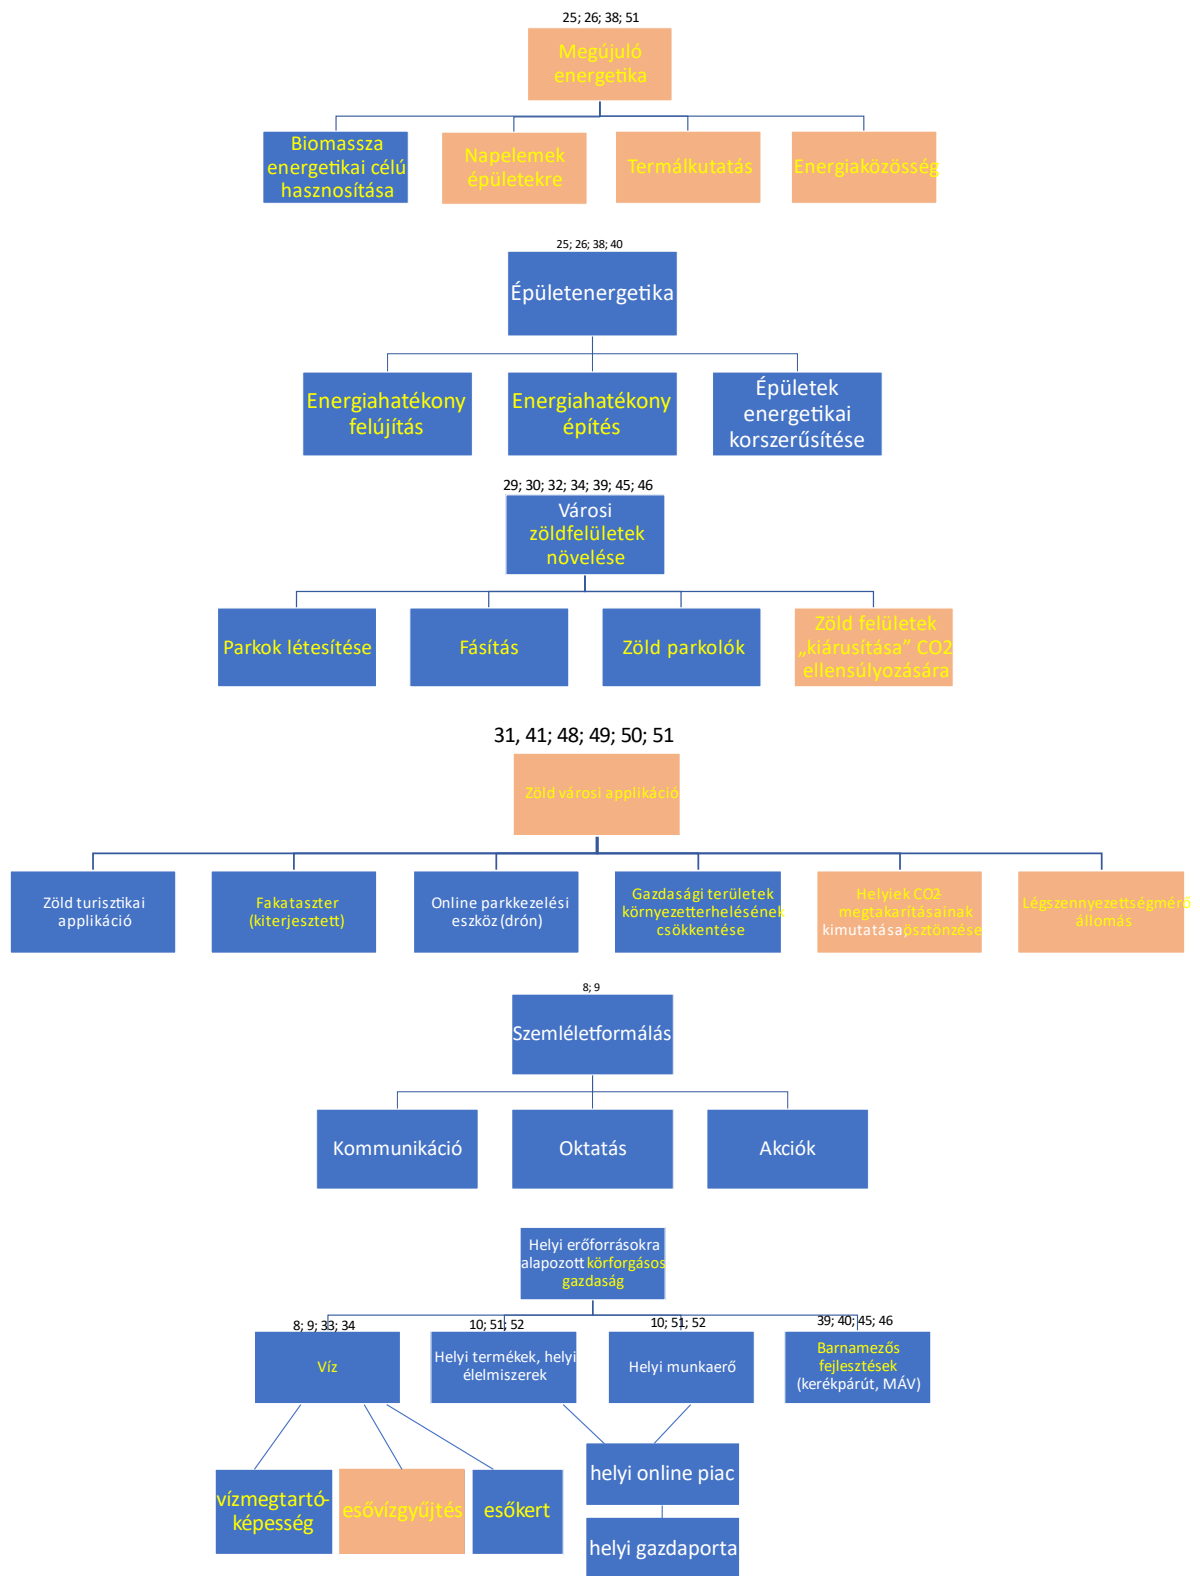 25; 26; 38; 51
Megújuló
energetika
Biomassza
energetikai célú
hasznosítása
Napelemek
épületekre
Termálkutatás
Energiaközösség
25; 26; 38; 40
Épületenergetika
Energiahatékony
felújítás
Energiahatékony
építés
Épületek
energetikai
korszerűsítése
29; 30; 32; 34; 39; 45; 46
Városi
zöldfelületek
növelése
Parkok létesítése
Fásítás
Zöld parkolók
Zöld felületek
„kiárusítása” CO2
ellensúlyozására
31, 41; 48; 49; 50; 51
Zöld városi applikáció
Zöld turisztikai
applikáció
Fakataszter
(kiterjesztett)
Online parkkezelési
eszköz (drón)
Gazdasági területek
környezetterhelésének
csökkentése
Helyiek CO2-
megtakarításainak
kimutatása, ösztönzése
Légszennyezettségmérő
állomás
8; 9
Szemléletformálás
Kommunikáció
Oktatás
Akciók
Helyi erőforrásokra
alapozott körforgásos
gazdaság
8; 9; 33; 34
Víz
10; 51; 52
Helyi termékek, helyi
élelmiszerek
10; 51; 52
Helyi munkaerő
39; 40; 45; 46
Barnamezős
fejlesztések
(kerékpárút, MÁV)
vízmegtartó-
képesség
esővízgyűjtés
esőkert
helyi online piac
helyi gazdaporta